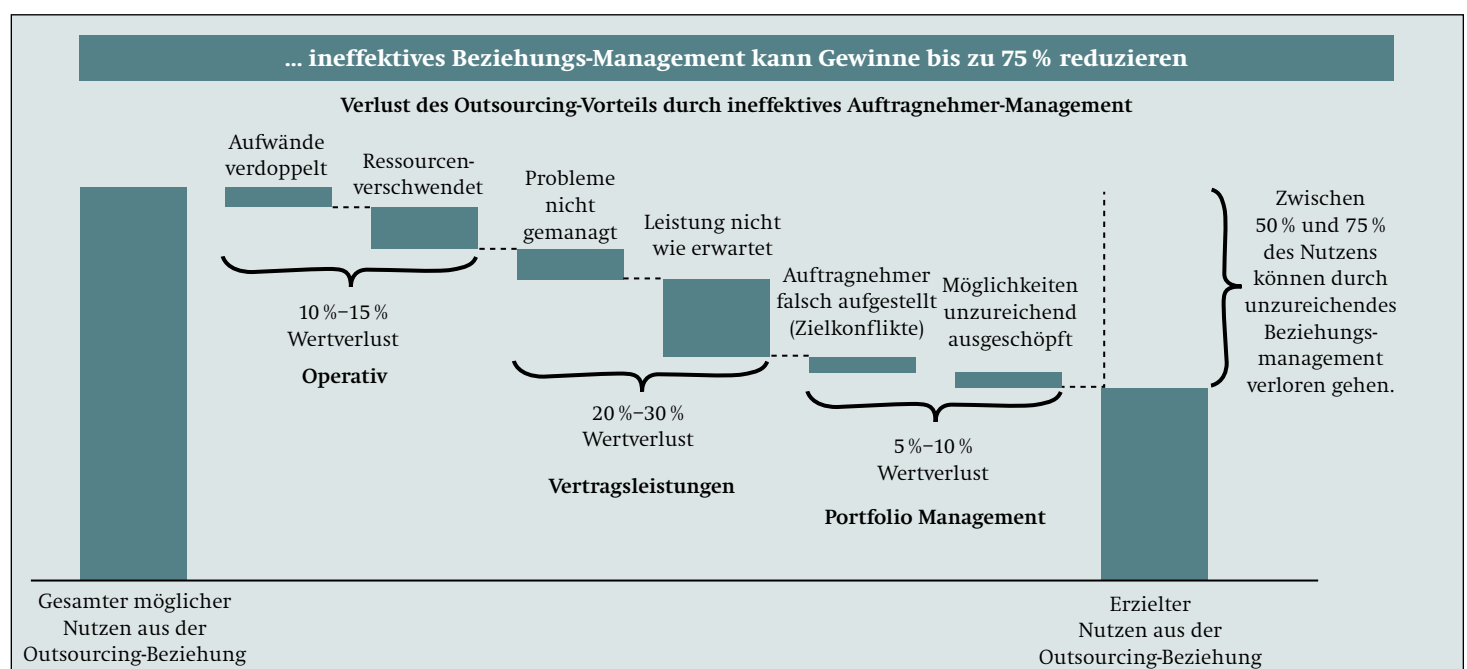 ... ineffektives Beziehungs-Management kann Gewinne bis zu 75 % reduzieren
Verlust des Outsourcing-Vorteils durch ineffektives Auftragnehmer-Management
Aufwände
verdoppelt
Ressourcen-
verschwendet
Probleme
nicht
gemanagt
Leistung nicht
wie erwartet
Auftragnehmer
falsch aufgestellt
(Zielkonflikte)
Möglichkeiten
unzureichend
ausgeschöpft
Zwischen
50 % und 75 %
des Nutzens
können durch
unzureichendes
Beziehungs-
management
verloren gehen.
10 %–15 %
Wertverlust
Operativ
20 %–30 %
Wertverlust
Vertragsleistungen
5 %–10 %
Wertverlust
Portfolio Management
Gesamter möglicher
Nutzen aus der
Outsourcing-Beziehung
Erzielter
Nutzen aus der
Outsourcing-Beziehung